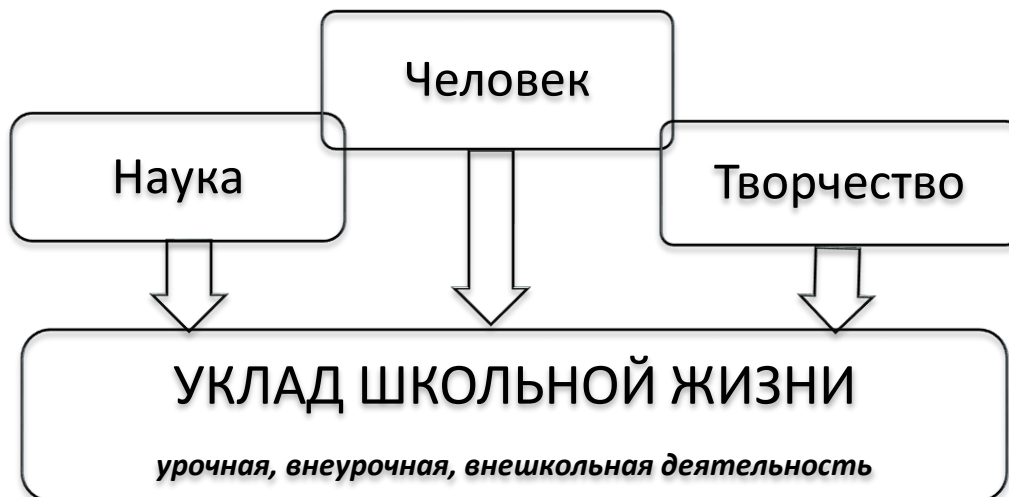 Человек
Наука
Творчество
УКЛАД ШКОЛЬНОЙ ЖИЗНИ
урочная, внеурочная, внешкольная деятельность